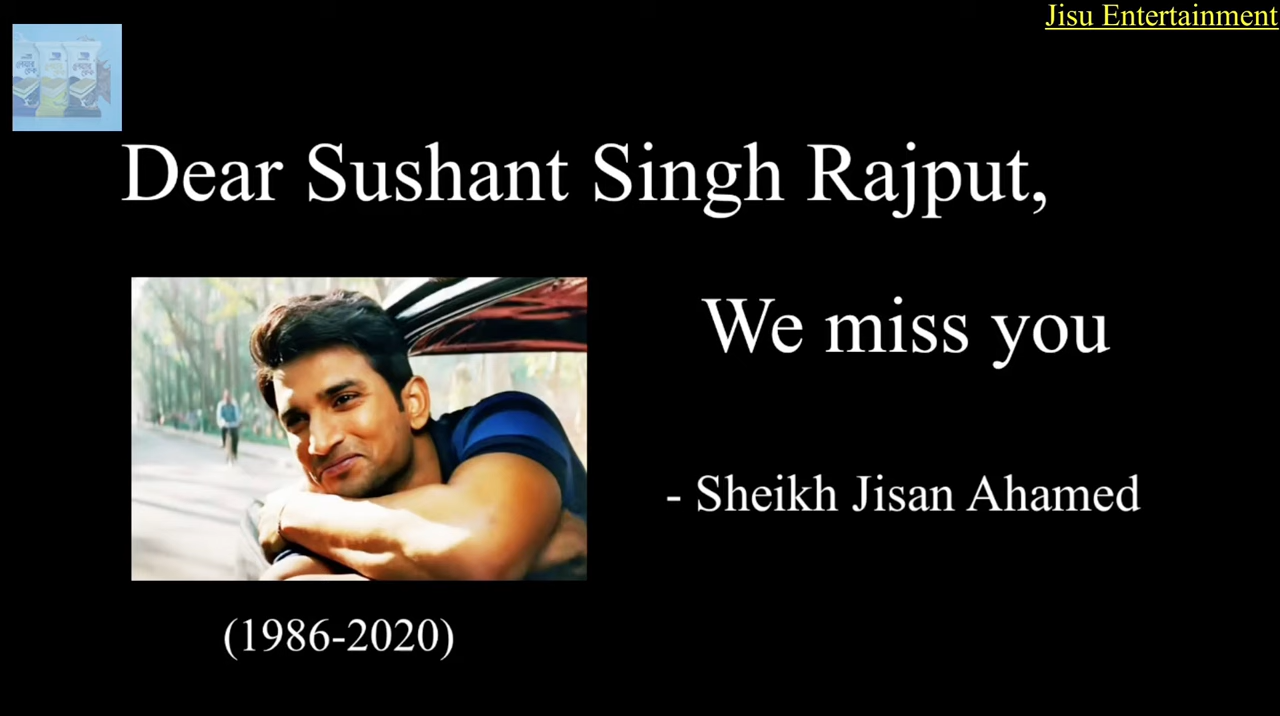 Jisu Entertainment
Dear Sushant Singh Rajput,
We miss you
- Sheikh Jisan Ahamed
(1986-2020)